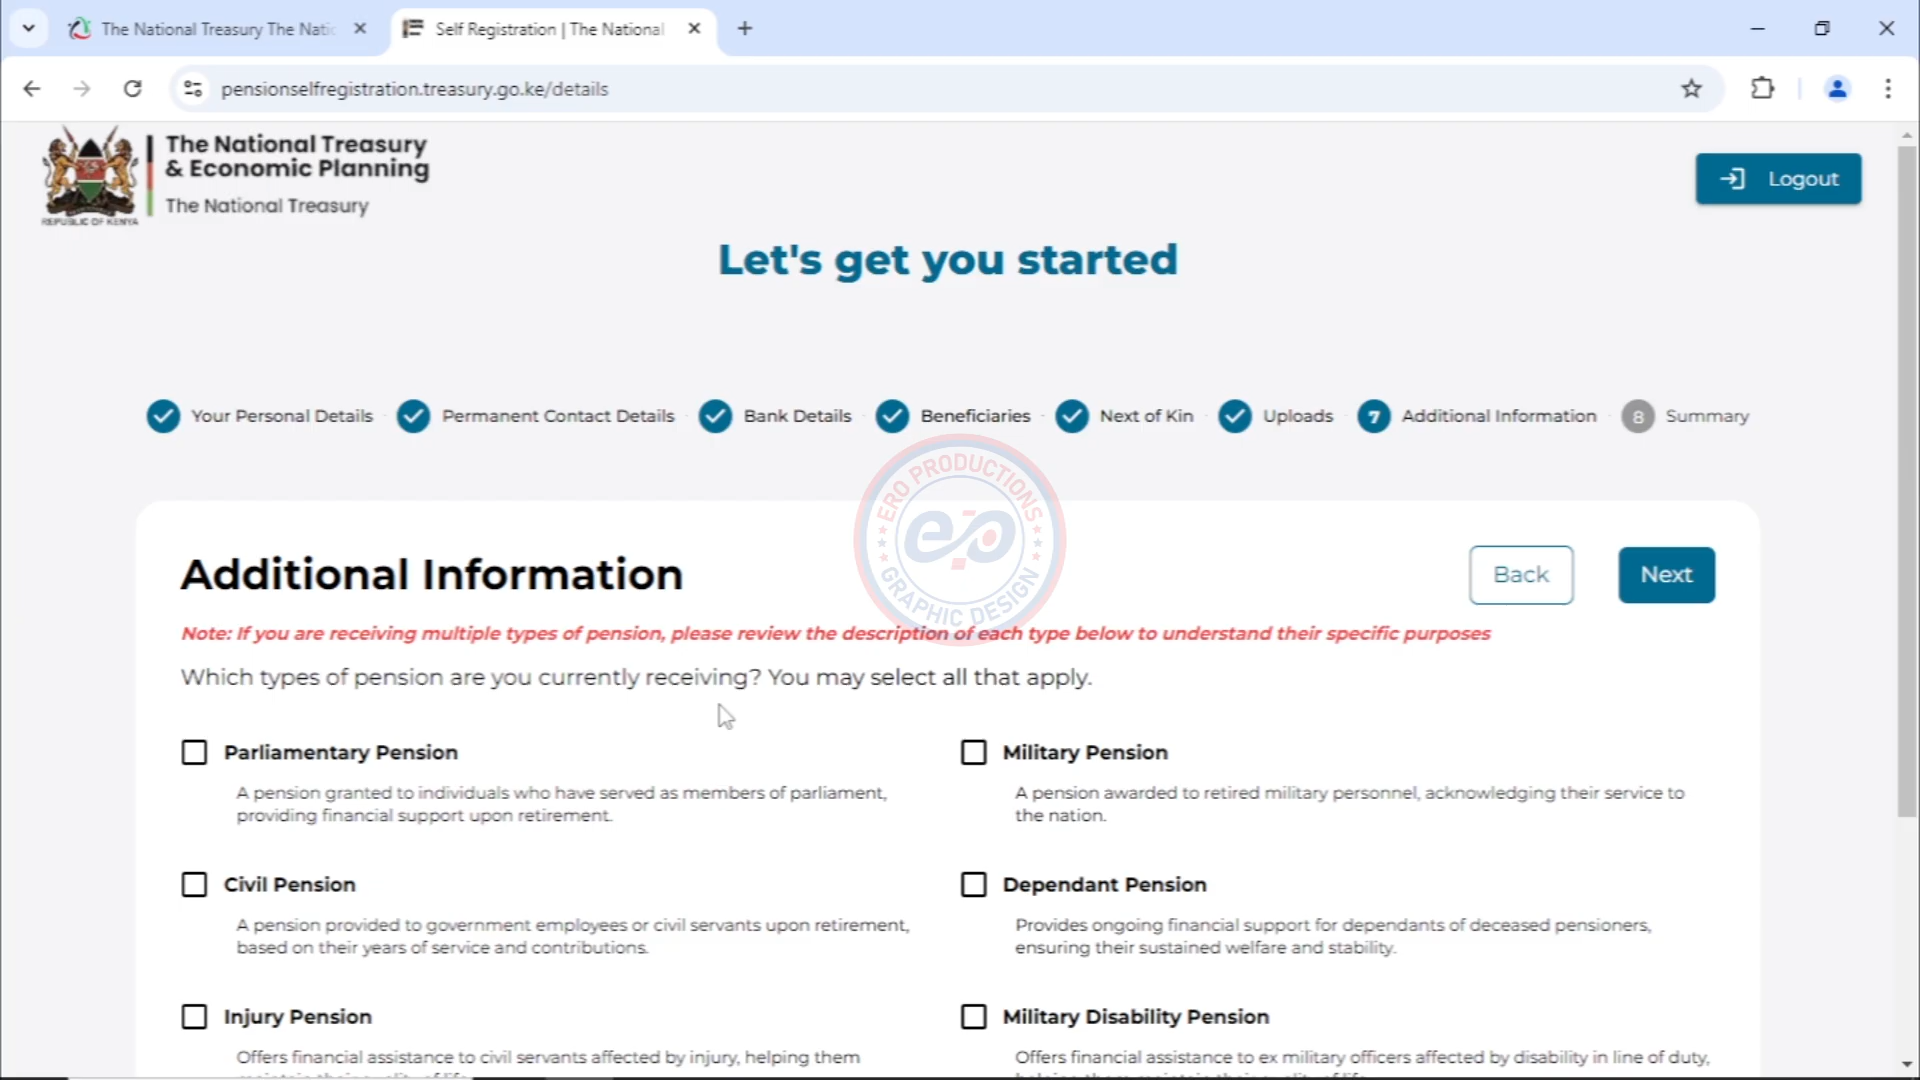 The National Treasury The Natio
Self Registration | The National
pensionselfregistration.treasury.go.ke/details
The National Treasury
& Economic Planning
The National Treasury
REPUBLIC OF KENYA
Logout
Let's get you started
Your Personal Details
Permanent Contact Details
Bank Details
Beneficiaries
Next of Kin
Uploads
7 Additional Information
8 Summary
ERO PRODUCTIONS
ep
GRAPHIC DESIGN
Additional Information
Back
Next
Note: If you are receiving multiple types of pension, please review the description of each type below to understand their specific purposes
Which types of pension are you currently receiving? You may select all that apply.
Parliamentary Pension
A pension granted to individuals who have served as members of parliament,
providing financial support upon retirement.
Military Pension
A pension awarded to retired military personnel, acknowledging their service to
the nation.
Civil Pension
A pension provided to government employees or civil servants upon retirement,
based on their years of service and contributions.
Dependant Pension
Provides ongoing financial support for dependants of deceased pensioners,
ensuring their sustained welfare and stability.
Injury Pension
Offers financial assistance to civil servants affected by injury, helping them
Military Disability Pension
Offers financial assistance to ex military officers affected by disability in line of duty,